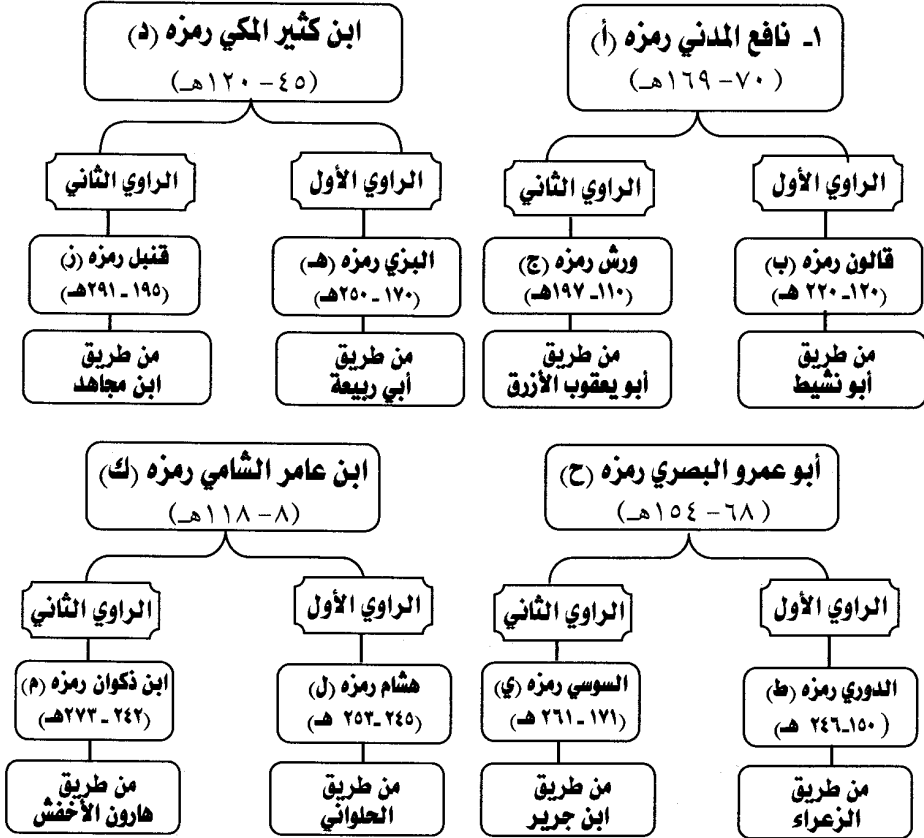 ١ـ نافع المدني رمزه (أ)
(٧٠ - ١٦٩هـ)
الراوي الأول
قالون رمزه (ب)
(١٢٠ـ ٢٢٠ هـ)
من طريق
أبو نشيط
الراوي الثاني
ورش رمزه (ج)
(١١٠ـ ١٩٧هـ)
من طريق
أبو يعقوب الأزرق
ابن كثير المكي رمزه (د)
(٤٥ - ١٢٠هـ)
الراوي الأول
البزي رمزه (هـ)
(١٧٠ ـ ٢٥٠هـ)
من طريق
أبي ربيعة
الراوي الثاني
قنبل رمزه (ز)
(١٩٥ ـ ٢٩١هـ)
من طريق
ابن مجاهد
أبو عمرو البصري رمزه (ح)
(٦٨ - ١٥٤هـ)
الراوي الأول
الدوري رمزه (ط)
(١٥٠ـ ٢٤٦ هـ)
من طريق
الزعراء
الراوي الثاني
السوسي رمزه (ي)
(١٧١ - ٢٦١ هـ)
من طريق
ابن جرير
ابن عامر الشامي رمزه (ك)
(٨ - ١١٨هـ)
الراوي الأول
هشام رمزه (ل)
(٢٤٥ ـ ٢٥٣ هـ)
من طريق
الحلواني
الراوي الثاني
ابن ذكوان رمزه (م)
(٢٤٢ - ٢٧٣هـ)
من طريق
هارون الأخفش